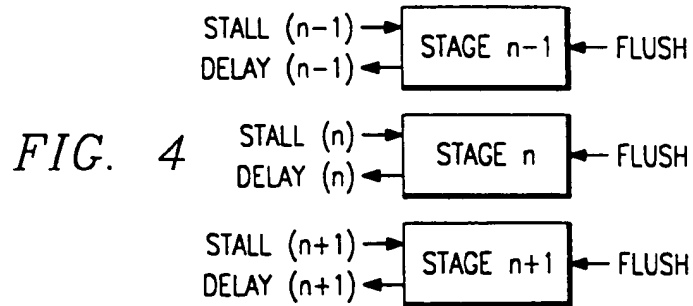 STALL (n-1)
DELAY (n-1)
STAGE n-1
FLUSH
FIG. 4
STALL (n)
DELAY (n)
STAGE n
FLUSH
STALL (n+1)
DELAY (n+1)
STAGE n+1
FLUSH